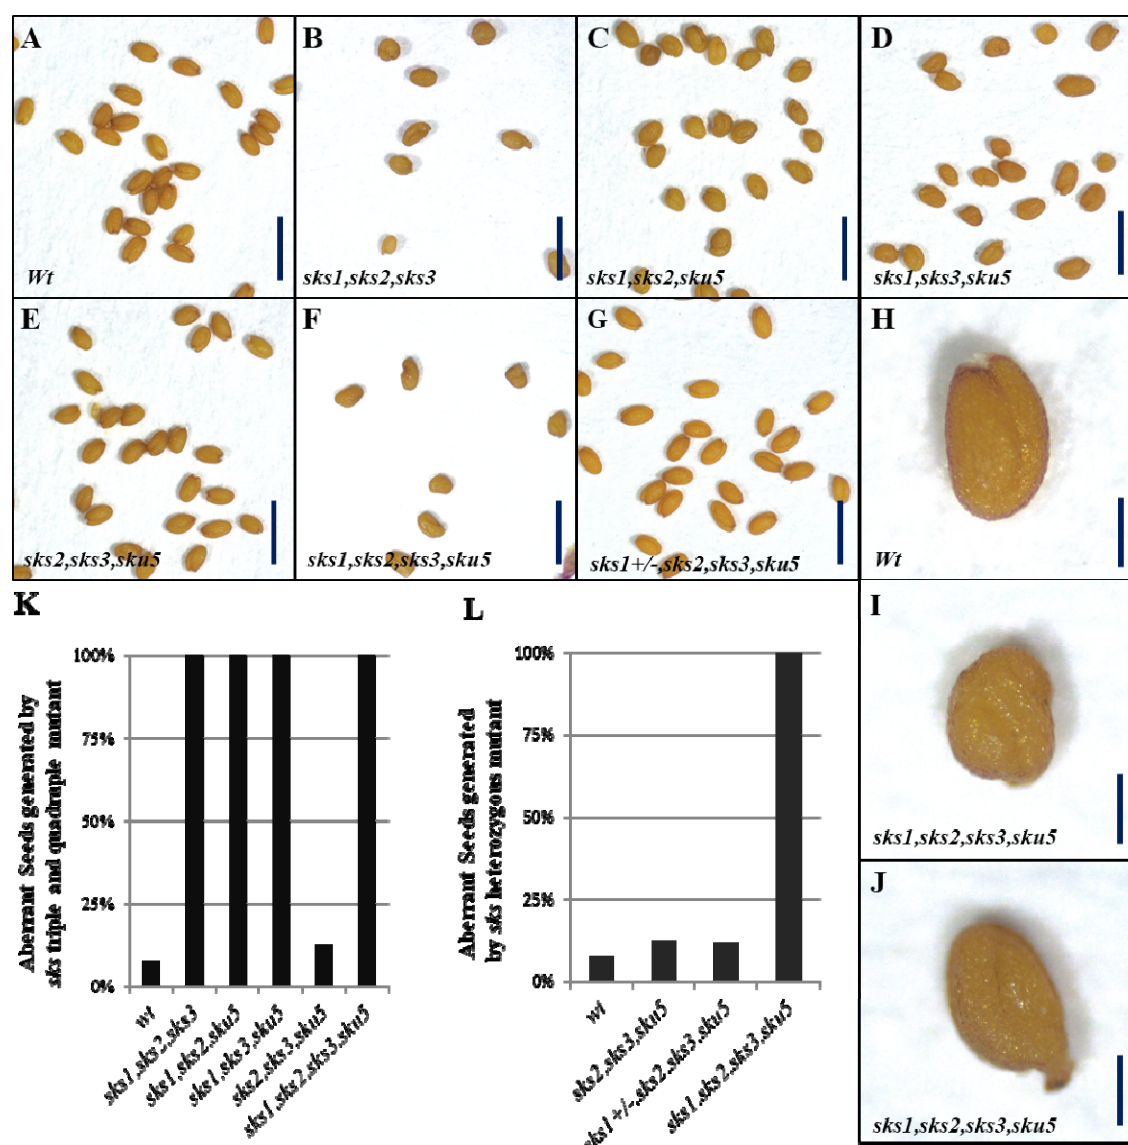 A
B
C
D
Wt
sks1,sks2,sks3
sks1,sks2,sku5
sks1,sks3,sku5
E
F
G
H
sks2,sks3,sku5
sks1,sks2,sks3,sku5
sks1+/-,sks2,sks3,sku5
Wt
K
L
I
J
Aberrant Seeds generated by
sks triple and quadruple mutant
100%
75%
50%
25%
0%
wt
sks1,sks2,sks3
sks1,sks2,sku5
sks1,sks3,sku5
sks2,sks3,sku5
sks1,sks2,sks3,sku5
Aberrant Seeds generated
by sks heterozygous mutant
100%
75%
50%
25%
0%
wt
sks2,sks3,sku5
sks1+/-,sks2,sks3,sku5
sks1,sks2,sks3,sku5
sks1,sks2,sks3,sku5
sks1,sks2,sks3,sku5